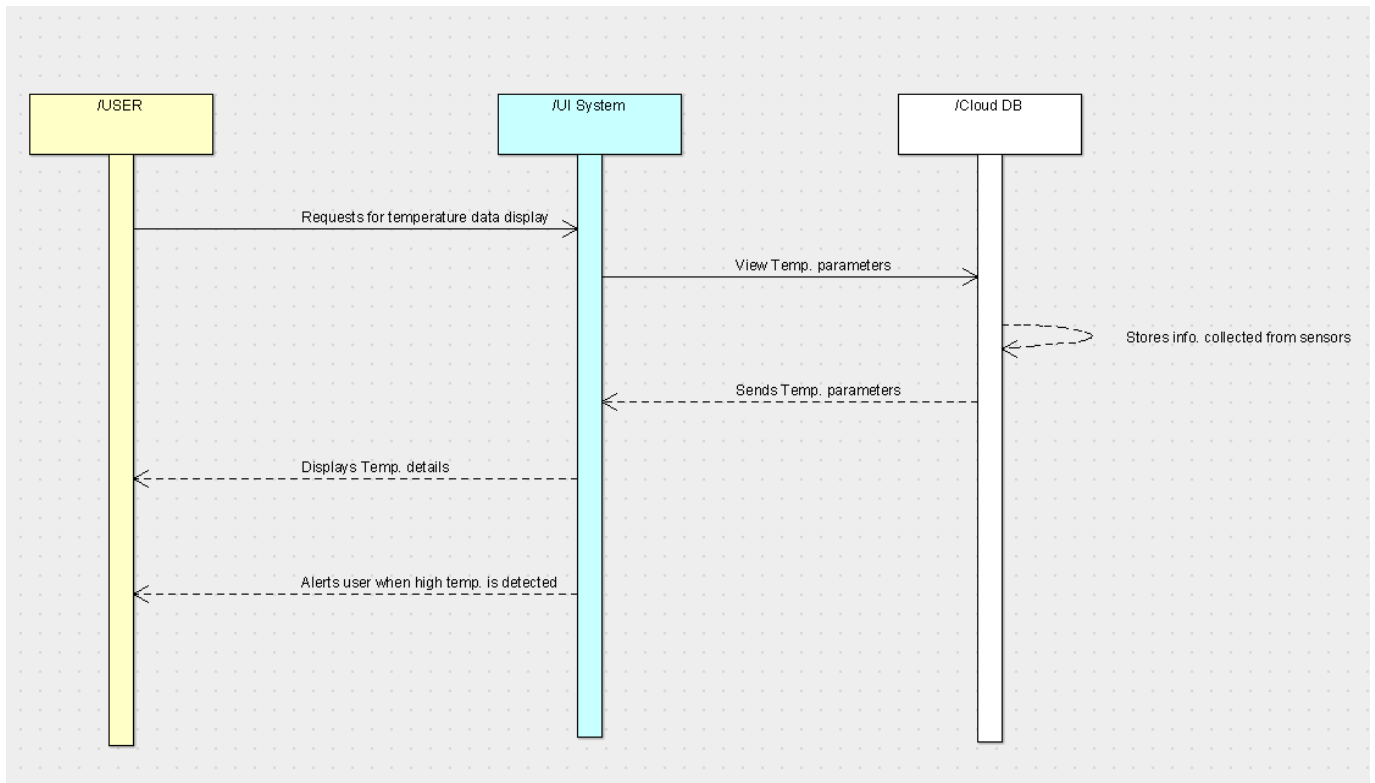 /USER
/UI System
/Cloud DB
Requests for temperature data display
View Temp. parameters
Stores info. collected from sensors
Sends Temp. parameters
Displays Temp. details
Alerts user when high temp. is detected